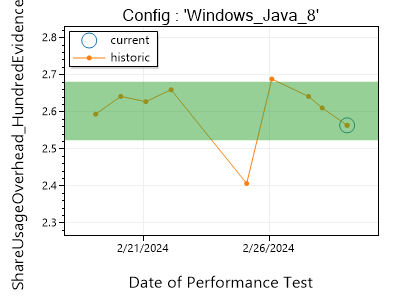 Config : 'Windows_Java_8'
ShareUsageOverhead_HundredEvidence
current
historic
2.8
2.7
2.6
2.5
2.4
2.3
2/21/2024
2/26/2024
Date of Performance Test